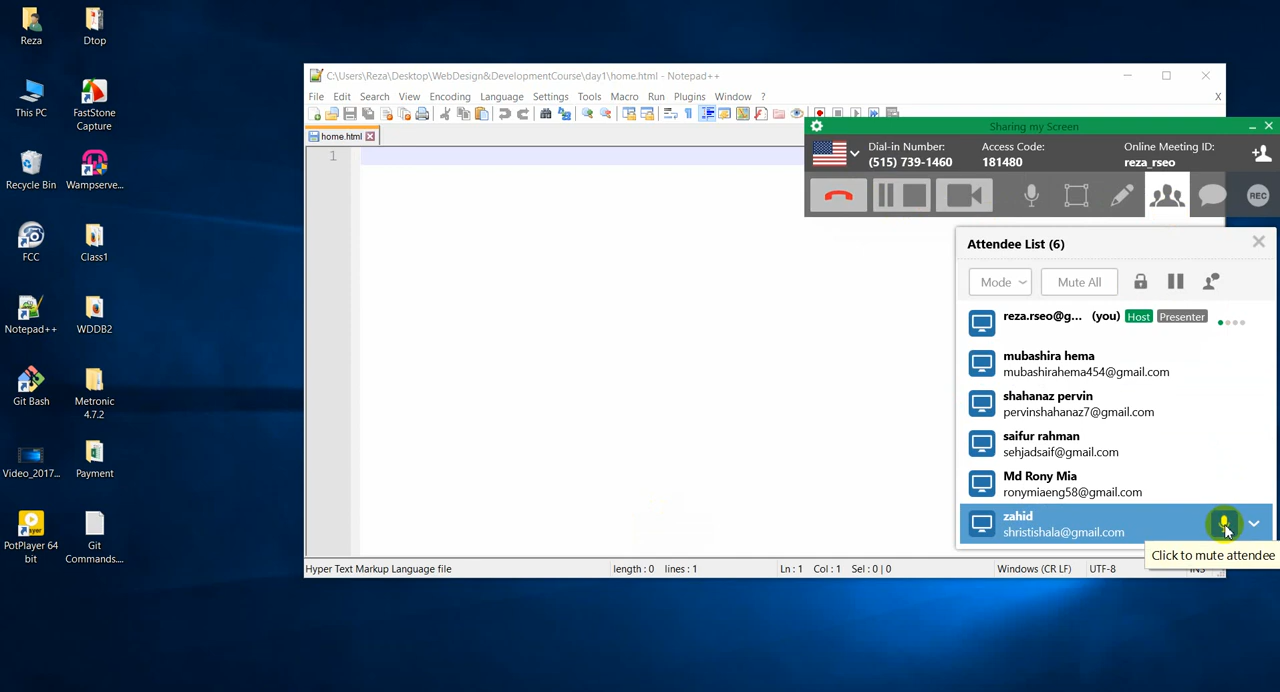 Reza
Dtop
This PC
FastStone
Capture
Recycle Bin
Wampserve...
FCC
Class1
Notepad++
WDDB2
Git Bash
Metronic
4.7.2
Video_2017...
Payment
PotPlayer 64
bit
Git
Commands....
C:\Users\Reza\Desktop\WebDesign&DevelopmentCourse\day1\home.html - Notepad++
File Edit Search View Encoding Language Settings Tools Macro Run Plugins Window ?
X
home.html
1
Sharing my Screen
Dial-in Number: Access Code: Online Meeting ID:
(515) 739-1460 181480 reza_rseo
REC
Attendee List (6)
Mode Mute All
reza.rseo@g... (you) Host Presenter
mubashira hema
mubashirahema454@gmail.com
shahanaz pervin
pervinshahanaz7@gmail.com
saifur rahman
sehjadsaif@gmail.com
Md Rony Mia
ronymiaeng58@gmail.com
zahid
shristishala@gmail.com
Click to mute attendee
Hyper Text Markup Language file length : 0 lines : 1 Ln : 1 Col : 1 Sel : 0 | 0 Windows (CR LF) UTF-8 INS